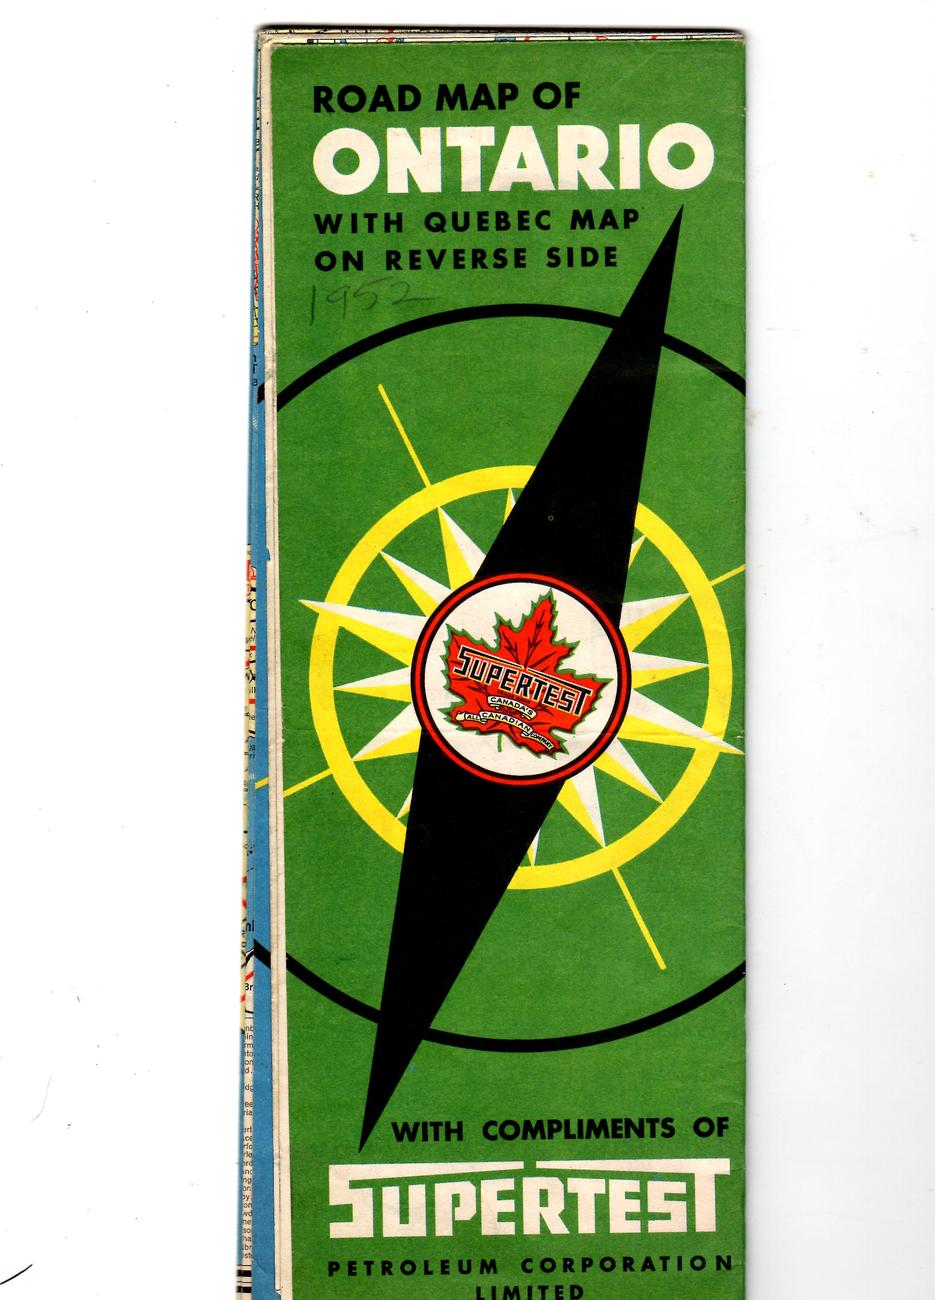 ROAD MAP OF
ONTARIO
WITH QUEBEC MAP
ON REVERSE SIDE
1952
SUPERTEST
CANADA'S
ALL CANADIAN COMPANY
WITH COMPLIMENTS OF
SUPERTEST
PETROLEUM CORPORATION
LIMITED